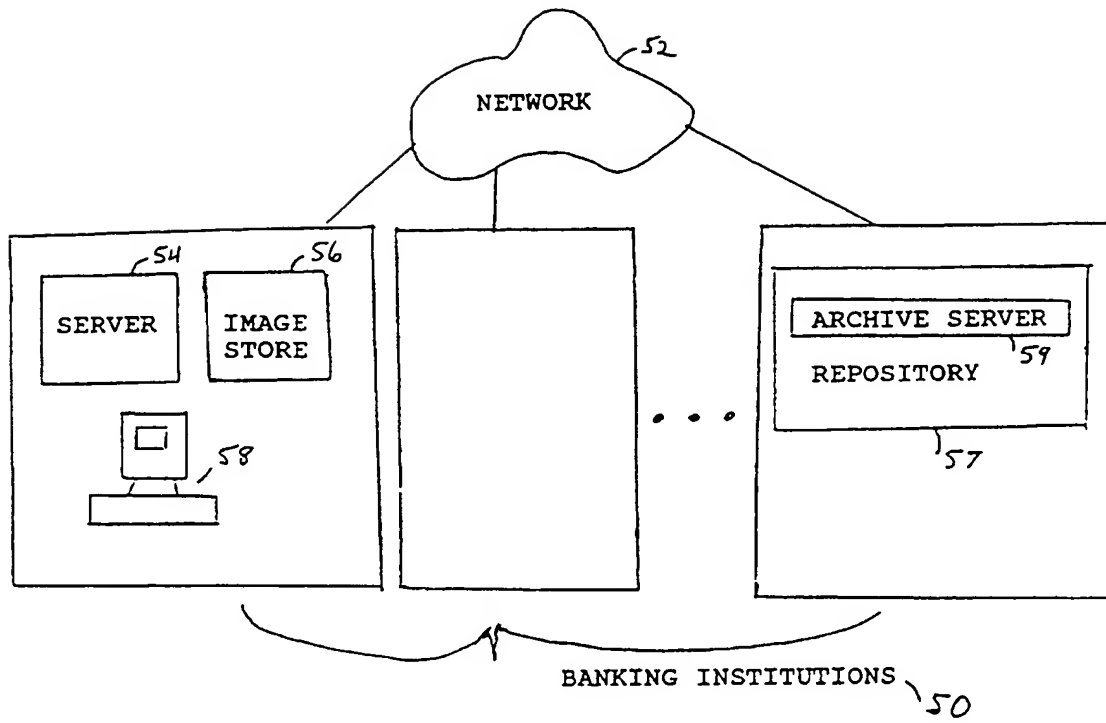 52
NETWORK
54
56
SERVER
IMAGE
STORE
ARCHIVE SERVER
59
REPOSITORY
57
58
BANKING INSTITUTIONS
50